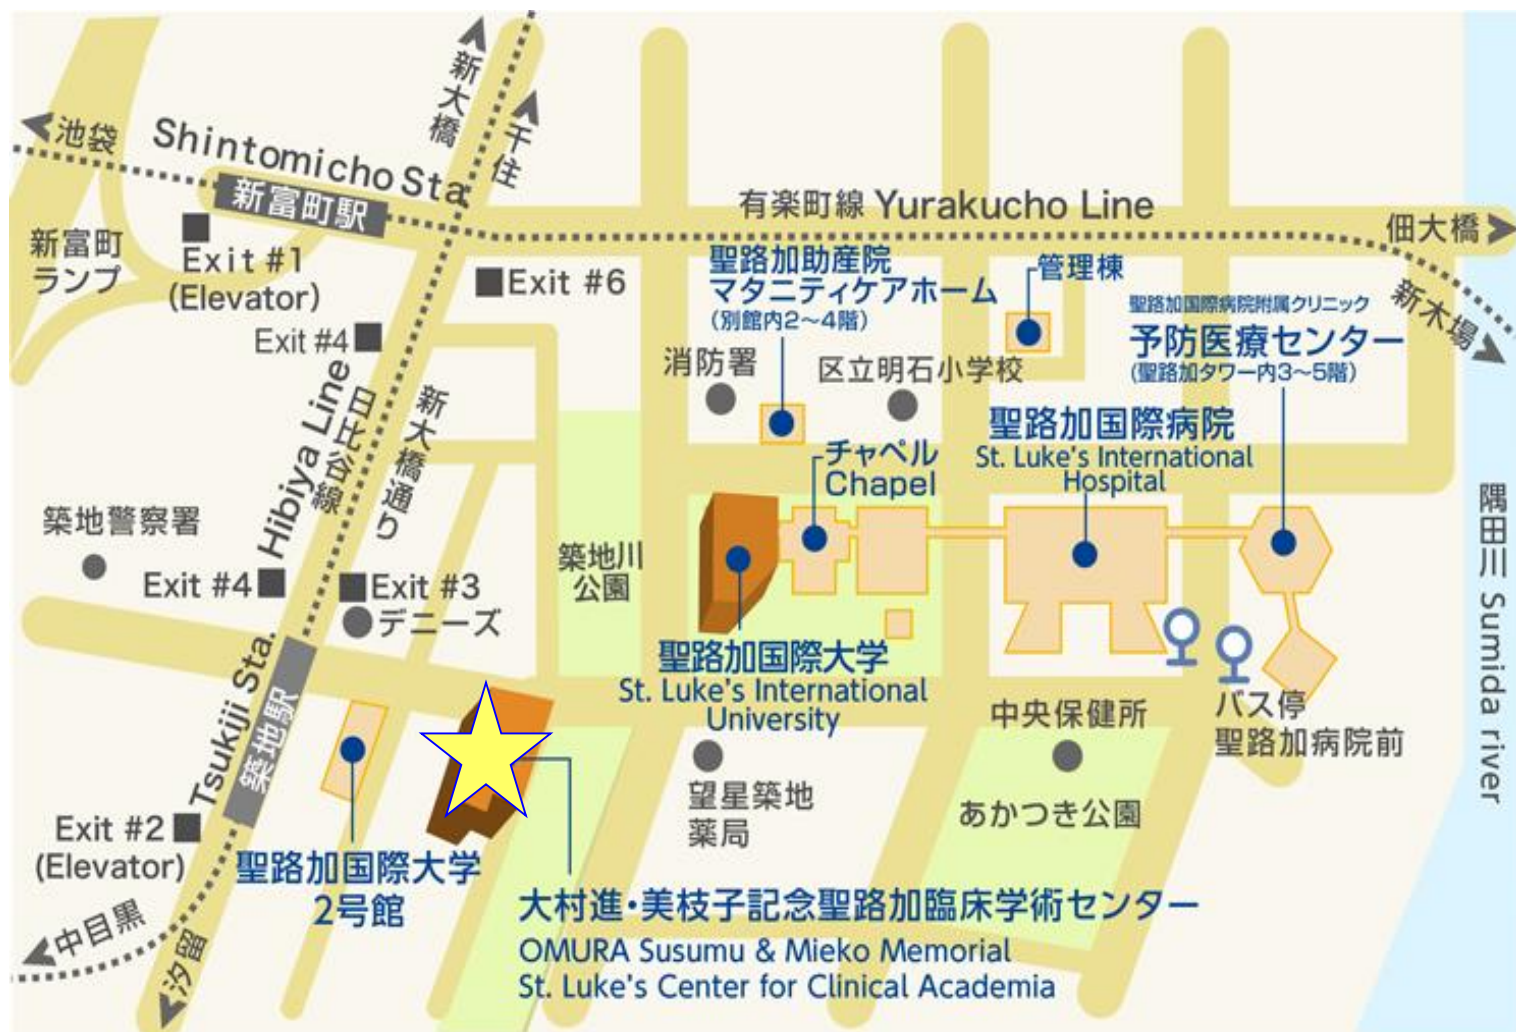 新大橋
千住
池袋
Shintomicho Sta.
新富町駅
有楽町線 Yurakucho Line
佃大橋
新富町
ランプ
Exit #1
(Elevator)
Exit #6
聖路加助産院
マタニティケアホーム
(別館内2～4階)
管理棟
新木場
聖路加国際病院附属クリニック
予防医療センター
(聖路加タワー内3～5階)
Exit #4
消防署
区立明石小学校
Hibiya Line
日比谷線
新大橋通り
聖路加国際病院
St. Luke's International
Hospital
チャペル
Chapel
築地警察署
Exit #4
Exit #3
デニーズ
築地川
公園
隅田川 Sumida river
聖路加国際大学
St. Luke's International
University
Tsukiji Sta.
築地駅
中央保健所
バス停
聖路加病院前
望星築地
薬局
あかつき公園
Exit #2
(Elevator)
聖路加国際大学
2号館
大村進・美枝子記念聖路加臨床学術センター
OMURA Susumu & Mieko Memorial
St. Luke's Center for Clinical Academia
中目黒
汐留